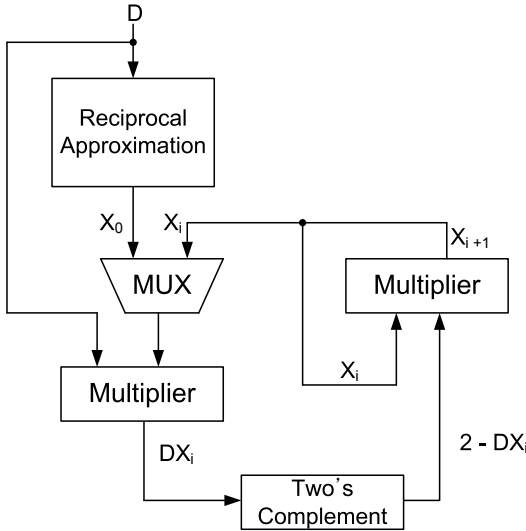 D
Reciprocal
Approximation
X₀
Xᵢ
Xᵢ₊₁
MUX
Multiplier
Multiplier
Xᵢ
DXᵢ
2 - DXᵢ
Two's
Complement